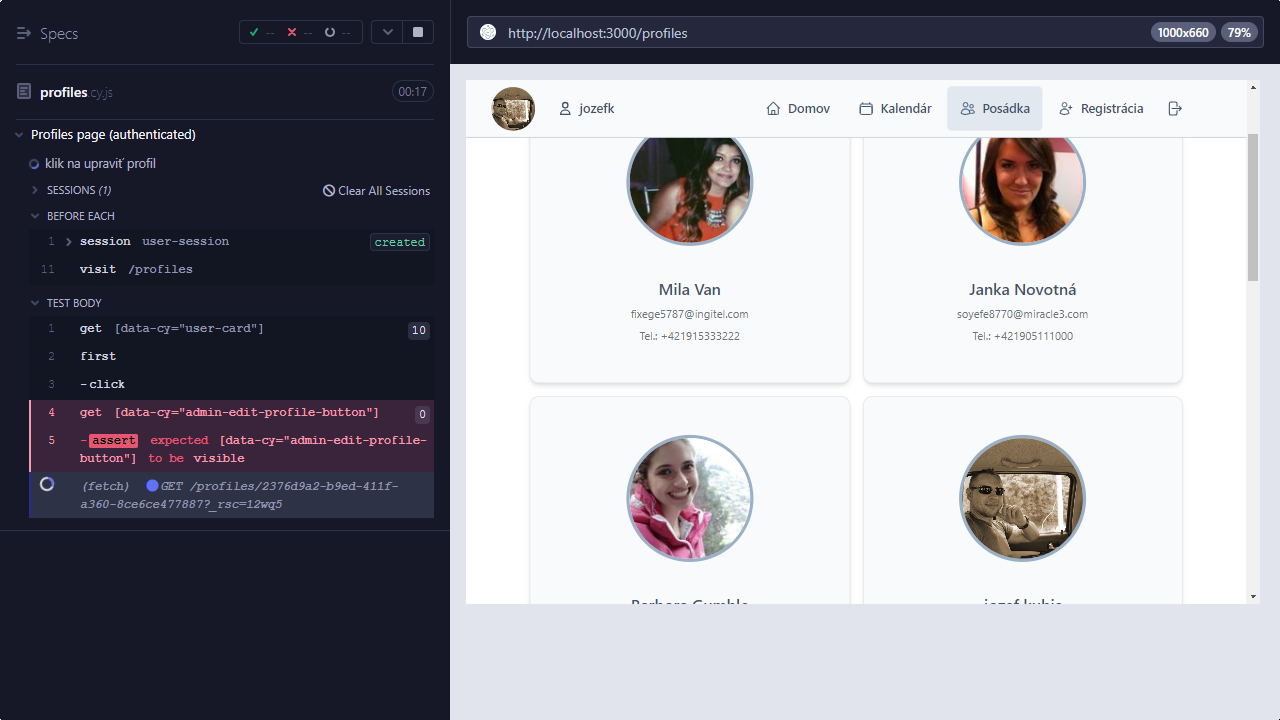 Specs
-- -- --
profiles.cy.js
00:17
Profiles page (authenticated)
klik na upraviť profil
SESSIONS (1)
Clear All Sessions
BEFORE EACH
1 session user-session created
11 visit /profiles
TEST BODY
1 get [data-cy="user-card"] 10
2 first
3 -click
4 get [data-cy="admin-edit-profile-button"] 0
5 -assert expected [data-cy="admin-edit-profile-
button"] to be visible
(fetch) GET /profiles/2376d9a2-b9ed-411f-
a360-8ce6ce477887?_rsc=12wq5
http://localhost:3000/profiles
1000x660
79%
jozefk
Domov
Kalendár
Posádka
Registrácia
Mila Van
fixege5787@ingitel.com
Tel.: +421915333222
Janka Novotná
soyefe8770@miracle3.com
Tel.: +421905111000
Barbora Gumble
jozef kubis